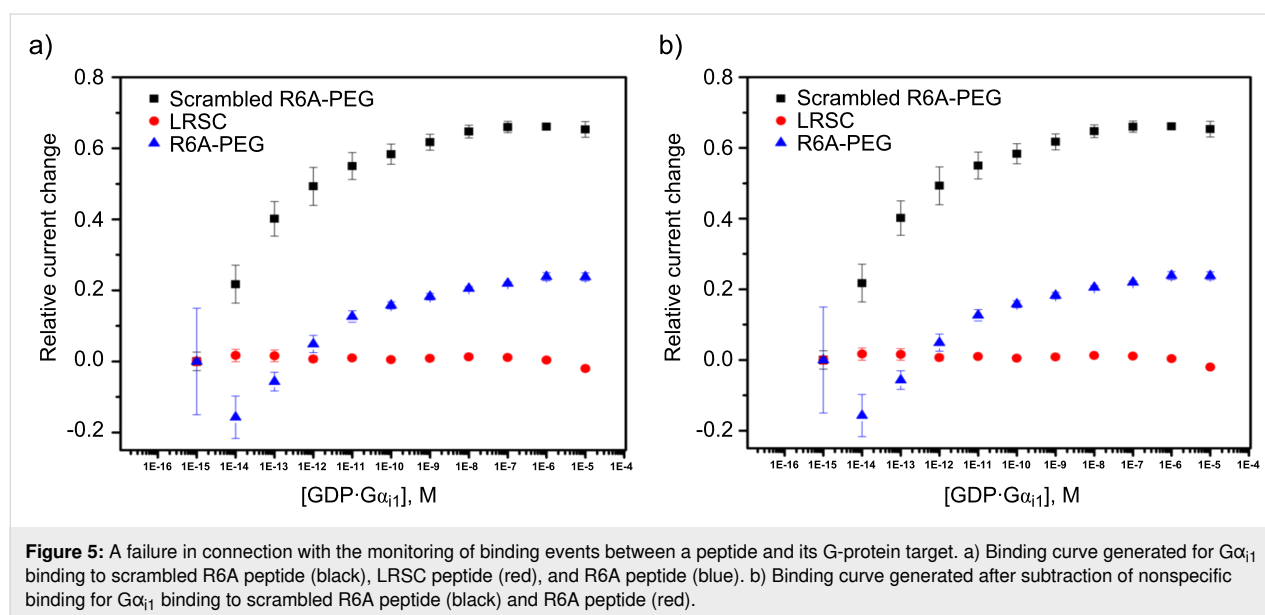 a)
0.8
0.6
0.4
0.2
0.0
-0.2
Relative current change
Scrambled R6A-PEG
LRSC
R6A-PEG
1E-16 1E-15 1E-14 1E-13 1E-12 1E-11 1E-10 1E-9 1E-8 1E-7 1E-6 1E-5 1E-4
[GDP·Gαi1], M
b)
0.8
0.6
0.4
0.2
0.0
-0.2
Relative current change
Scrambled R6A-PEG
LRSC
R6A-PEG
1E-16 1E-15 1E-14 1E-13 1E-12 1E-11 1E-10 1E-9 1E-8 1E-7 1E-6 1E-5 1E-4
[GDP·Gαi1], M
Figure 5: A failure in connection with the monitoring of binding events between a peptide and its G-protein target. a) Binding curve generated for Gαi1
binding to scrambled R6A peptide (black), LRSC peptide (red), and R6A peptide (blue). b) Binding curve generated after subtraction of nonspecific
binding for Gαi1 binding to scrambled R6A peptide (black) and R6A peptide (red).